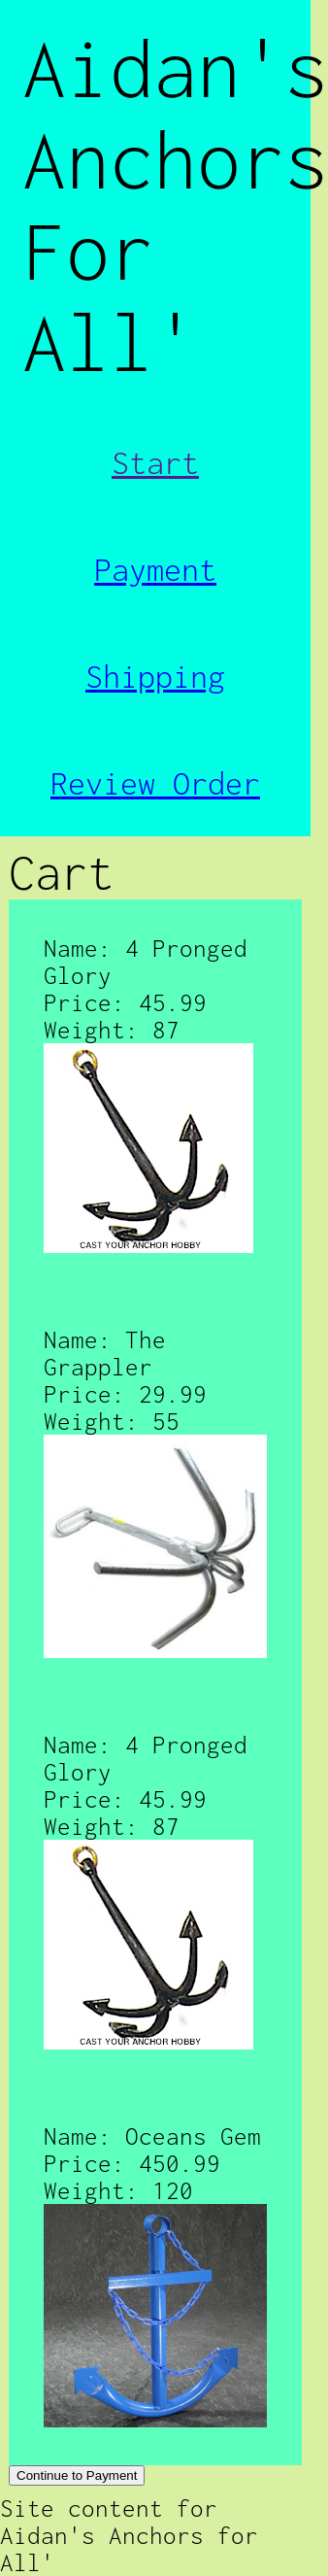 Aidan's
Anchors
For
All'
Start
Payment
Shipping
Review Order
Cart
Name: 4 Pronged
Glory
Price: 45.99
Weight: 87
CAST YOUR ANCHOR HOBBY
Name: The
Grappler
Price: 29.99
Weight: 55
Name: 4 Pronged
Glory
Price: 45.99
Weight: 87
CAST YOUR ANCHOR HOBBY
Name: Oceans Gem
Price: 450.99
Weight: 120
Continue to Payment
Site content for
Aidan's Anchors for
All'